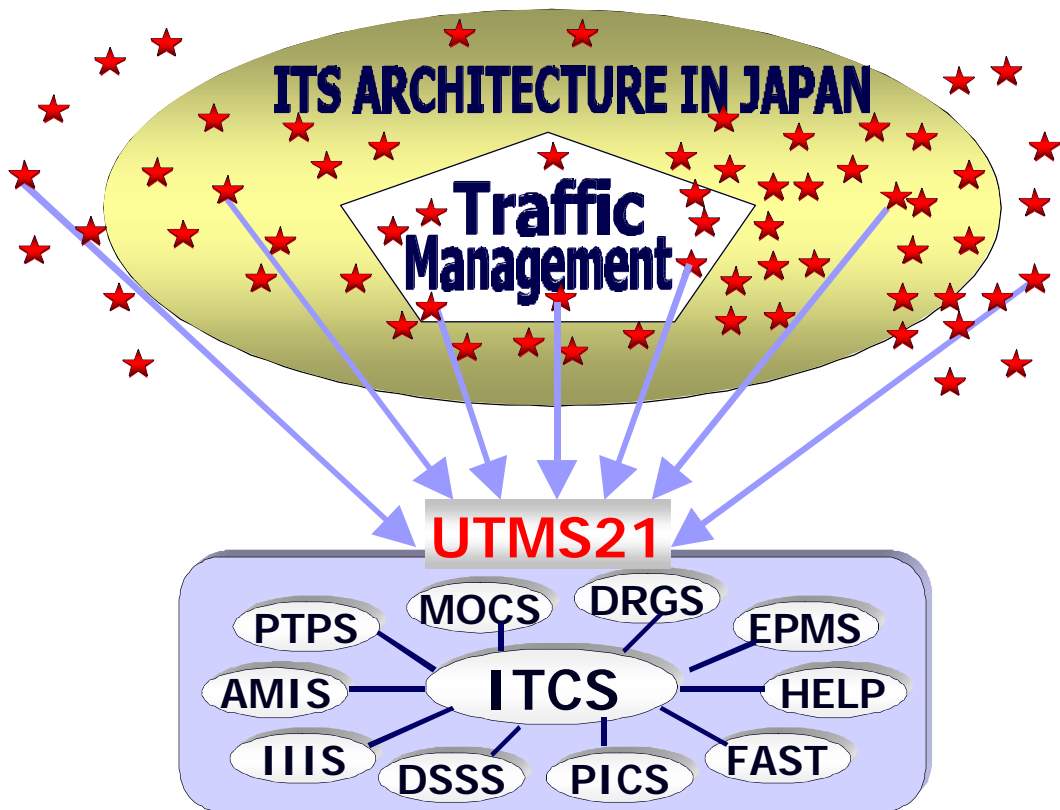 ITS ARCHITECTURE IN JAPAN
Traffic
Management
UTMS21
MOCS
DRGS
PTPS
EPMS
AMIS
ITCS
HELP
IIIS
DSSS
PICS
FAST